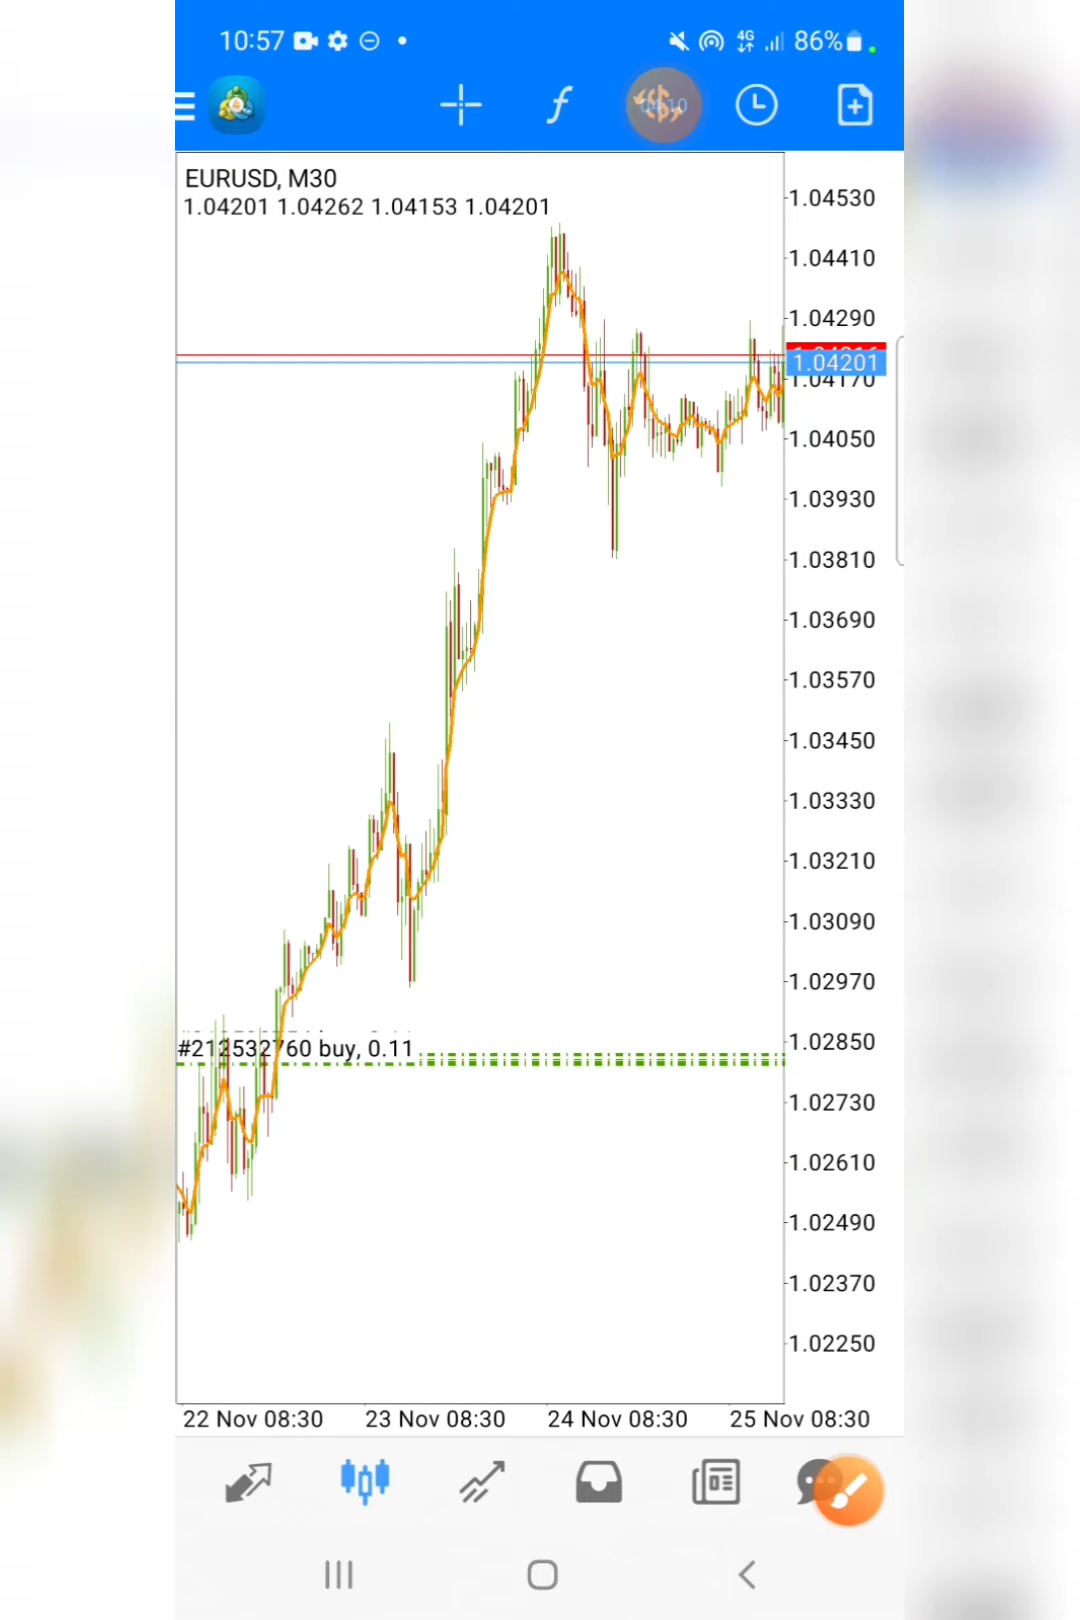 10:57
4G
86%
EURUSD, M30
1.04201 1.04262 1.04153 1.04201
1.04530
1.04410
1.04290
1.04201
1.04170
1.04050
1.03930
1.03810
1.03690
1.03570
1.03450
1.03330
1.03210
1.03090
1.02970
#212532760 buy, 0.11
1.02850
1.02730
1.02610
1.02490
1.02370
1.02250
22 Nov 08:30
23 Nov 08:30
24 Nov 08:30
25 Nov 08:30